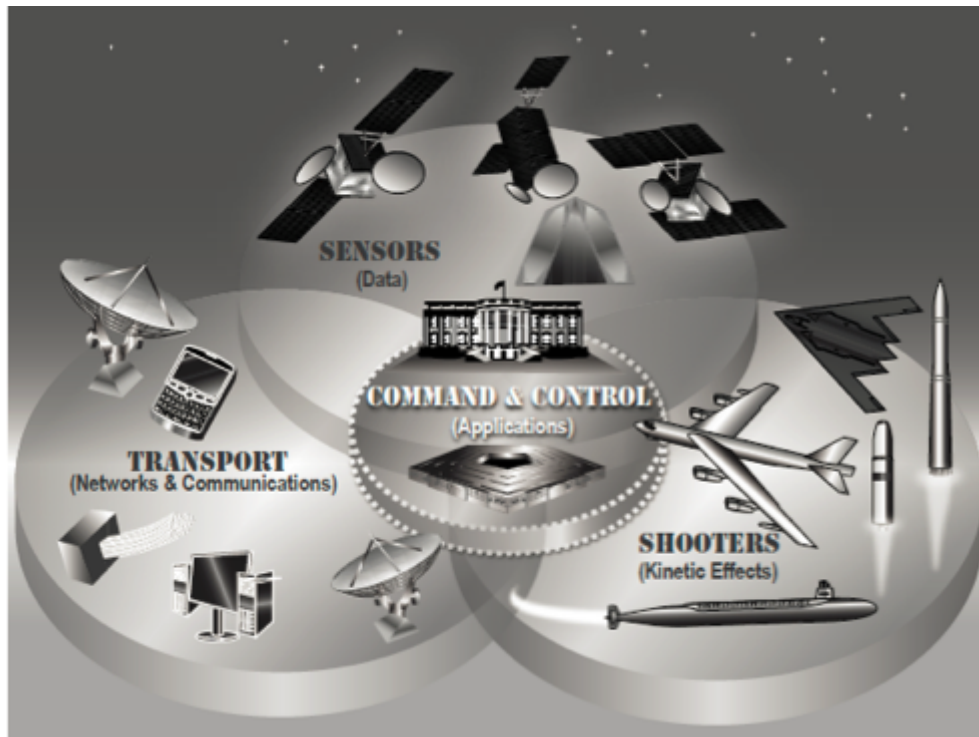 SENSORS
(Data)
COMMAND & CONTROL
(Applications)
TRANSPORT
(Networks & Communications)
SHOOTERS
(Kinetic Effects)